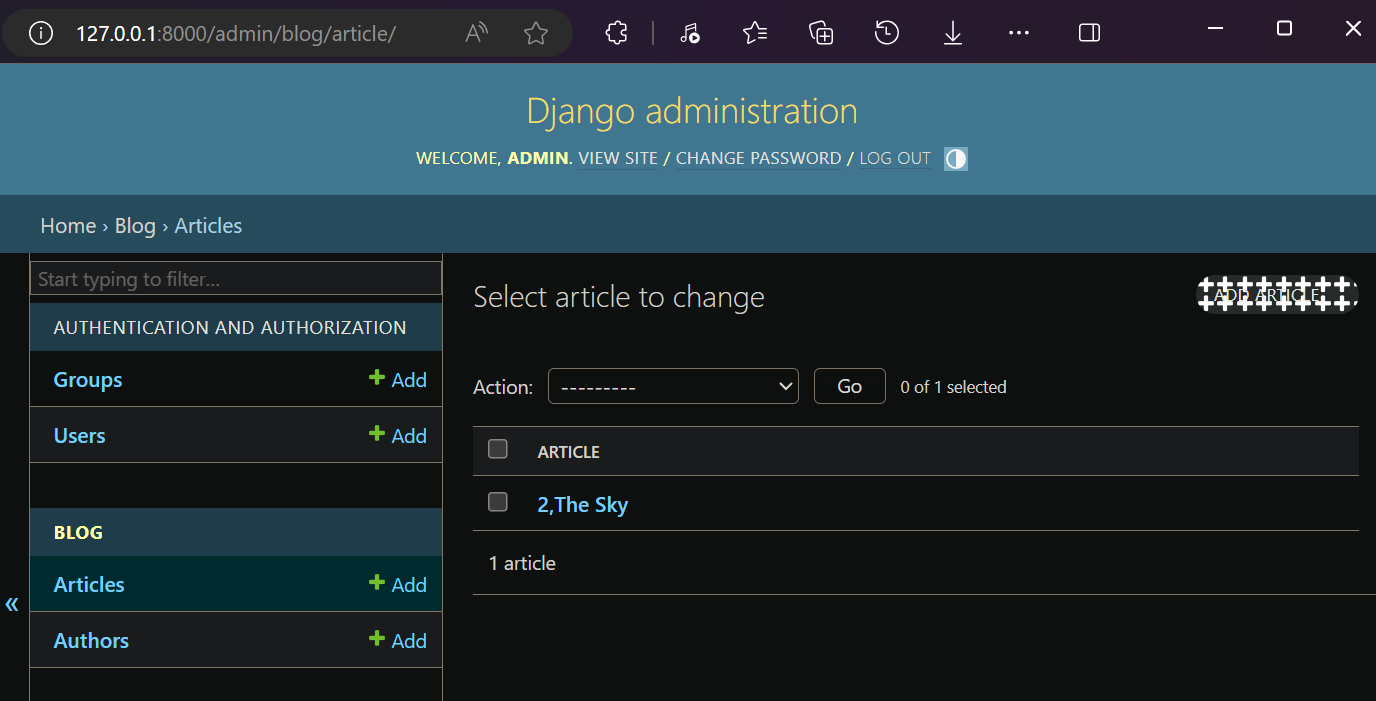 127.0.0.1:8000/admin/blog/article/
Django administration
WELCOME, ADMIN. VIEW SITE / CHANGE PASSWORD / LOG OUT
Home › Blog › Articles
Start typing to filter...
AUTHENTICATION AND AUTHORIZATION
Groups
Add
Users
Add
BLOG
Articles
Add
Authors
Add
«
Select article to change
ADD ARTICLE
Action:
---------
Go
0 of 1 selected
ARTICLE
2,The Sky
1 article